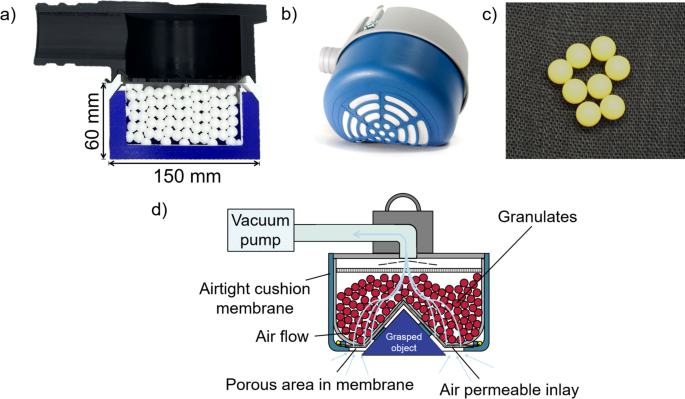 a)
b)
c)
60 mm
150 mm
d)
Vacuum
pump
Granulates
Airtight cushion
membrane
Air flow
Grasped
object
Porous area in membrane
Air permeable inlay